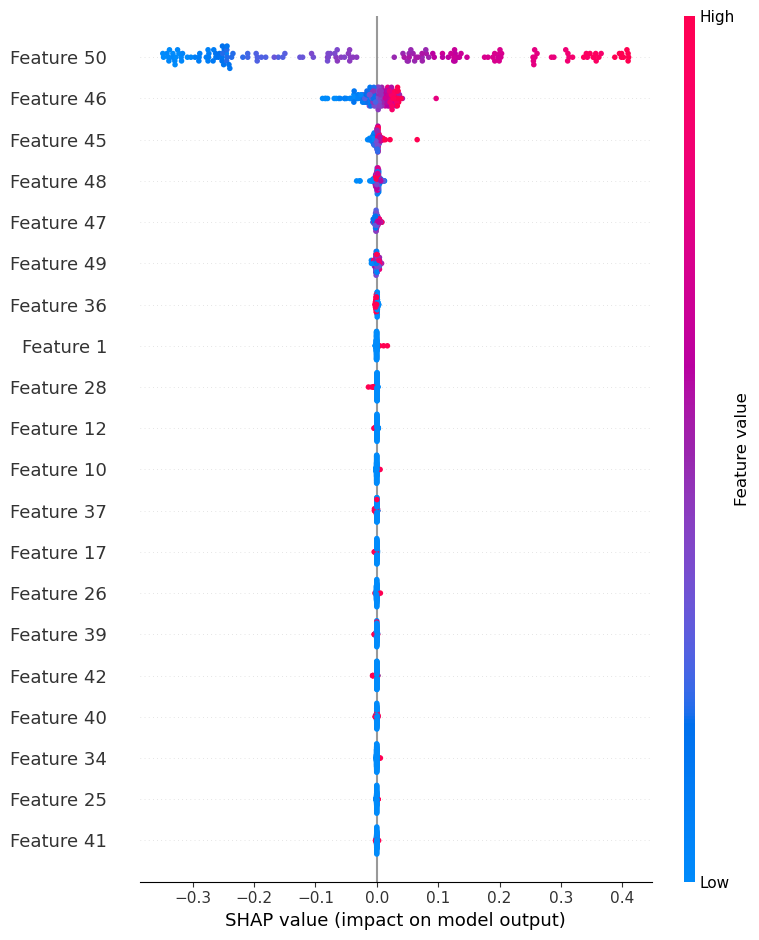 High
Feature 50
Feature 46
Feature 45
Feature 48
Feature 47
Feature 49
Feature 36
Feature 1
Feature 28
Feature 12
Feature 10
Feature 37
Feature 17
Feature 26
Feature 39
Feature 42
Feature 40
Feature 34
Feature 25
Feature 41
Feature value
Low
−0.3 −0.2 −0.1 0.0 0.1 0.2 0.3 0.4
SHAP value (impact on model output)